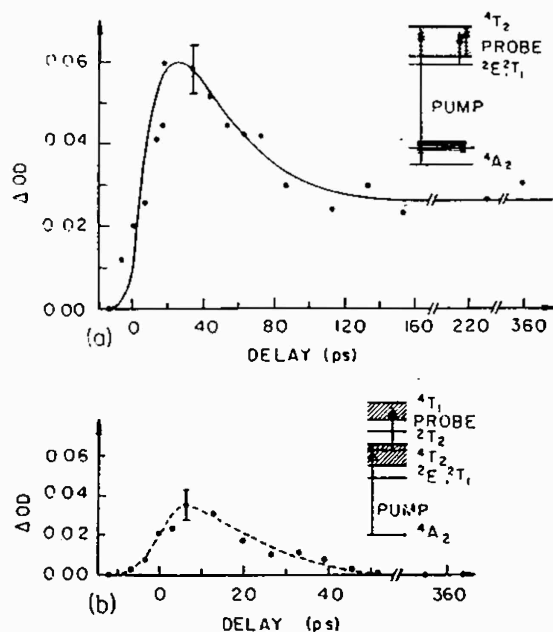 ⁴T₂
PROBE
²E,²T₁
PUMP
⁴A₂
0.06
0.04
0.02
0.00
Δ OD
(a)
0 40 80 120 160 220 360
DELAY (ps)
⁴T₁
PROBE
²T₂
⁴T₂
²E,²T₁
PUMP
⁴A₂
0.06
0.04
0.02
0.00
Δ OD
(b)
0 20 40 360
DELAY (ps)